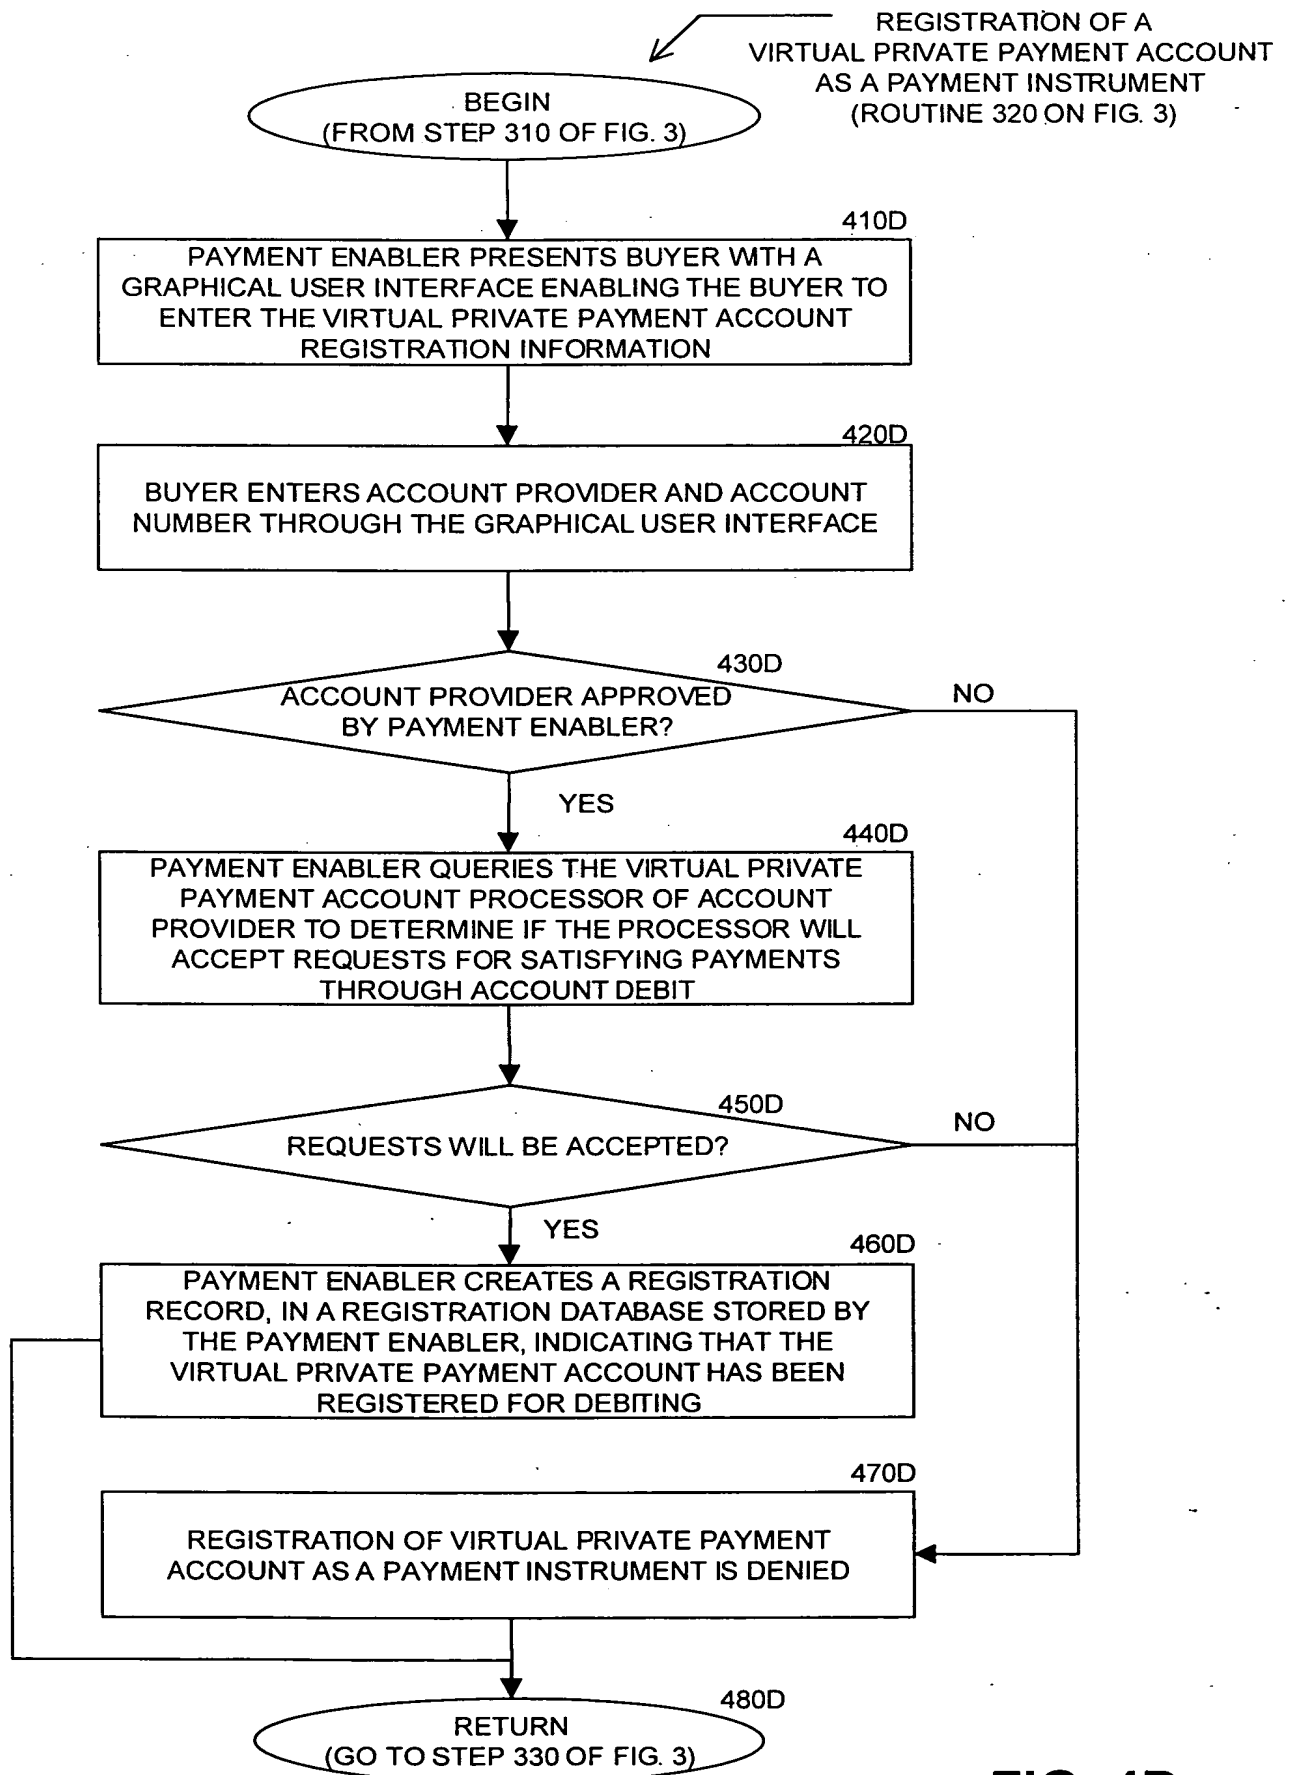 REGISTRATION OF A
VIRTUAL PRIVATE PAYMENT ACCOUNT
AS A PAYMENT INSTRUMENT
(ROUTINE 320 ON FIG. 3)
BEGIN
(FROM STEP 310 OF FIG. 3)
410D
PAYMENT ENABLER PRESENTS BUYER WITH A
GRAPHICAL USER INTERFACE ENABLING THE BUYER TO
ENTER THE VIRTUAL PRIVATE PAYMENT ACCOUNT
REGISTRATION INFORMATION
420D
BUYER ENTERS ACCOUNT PROVIDER AND ACCOUNT
NUMBER THROUGH THE GRAPHICAL USER INTERFACE
430D
ACCOUNT PROVIDER APPROVED
BY PAYMENT ENABLER?
NO
YES
440D
PAYMENT ENABLER QUERIES THE VIRTUAL PRIVATE
PAYMENT ACCOUNT PROCESSOR OF ACCOUNT
PROVIDER TO DETERMINE IF THE PROCESSOR WILL
ACCEPT REQUESTS FOR SATISFYING PAYMENTS
THROUGH ACCOUNT DEBIT
450D
REQUESTS WILL BE ACCEPTED?
NO
YES
460D
PAYMENT ENABLER CREATES A REGISTRATION
RECORD, IN A REGISTRATION DATABASE STORED BY
THE PAYMENT ENABLER, INDICATING THAT THE
VIRTUAL PRIVATE PAYMENT ACCOUNT HAS BEEN
REGISTERED FOR DEBITING
470D
REGISTRATION OF VIRTUAL PRIVATE PAYMENT
ACCOUNT AS A PAYMENT INSTRUMENT IS DENIED
480D
RETURN
(GO TO STEP 330 OF FIG. 3)